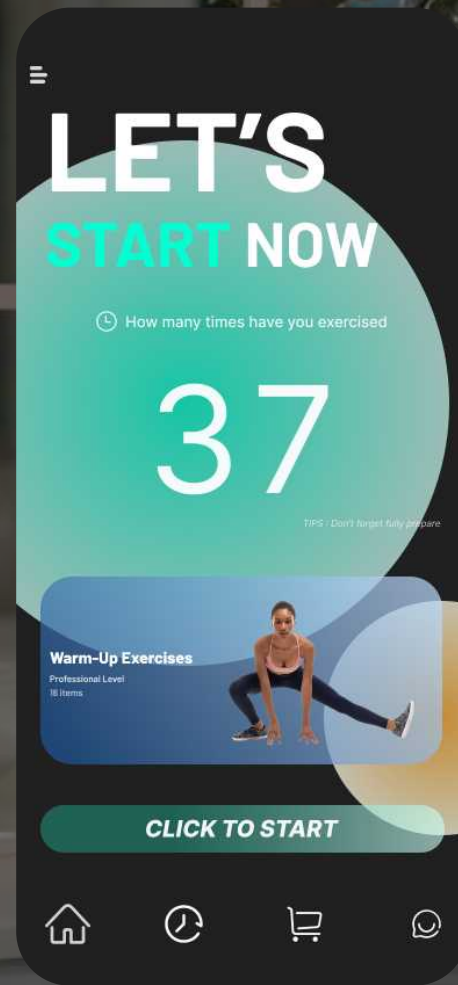 LET'S
START NOW
How many times have you exercised
37
TIPS : Don't forget fully prepare
Warm-Up Exercises
Professional Level
18 items
CLICK TO START